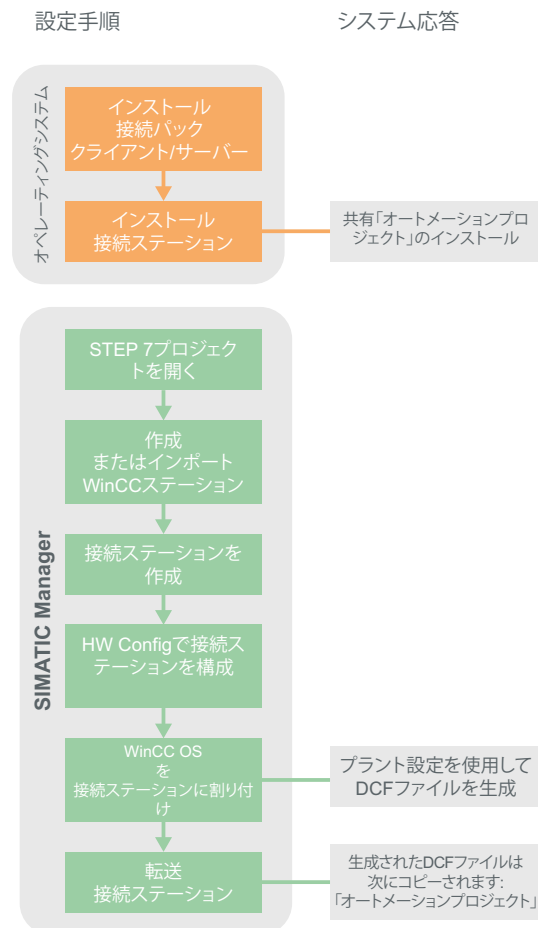 設定手順
システム応答
オペレーティングシステム
インストール
接続パック
クライアント/サーバー
インストール
接続ステーション
共有「オートメーションプロ
ジェクト」のインストール
SIMATIC Manager
STEP 7プロジェク
トを開く
作成
またはインポート
WinCCステーション
接続ステーションを
作成
HW Configで接続ス
テーションを構成
WinCC OS
を
接続ステーションに割り付
け
プラント設定を使用して
DCFファイルを生成
転送
接続ステーション
生成されたDCFファイルは
次にコピーされます:
「オートメーションプロジェクト」